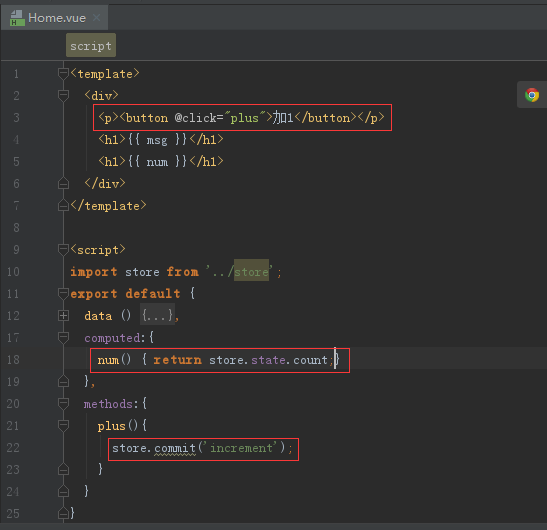 Home.vue
script
1 <template>
2 <div>
3 <p><button @click="plus">加1</button></p>
4 <h1>{{ msg }}</h1>
5 <h1>{{ num }}</h1>
6 </div>
7 </template>
8
9 <script>
10 import store from '../store';
11 export default {
12 data () {...},
17 computed:{
18 num() { return store.state.count;}
19 },
20 methods:{
21 plus(){
22 store.commit('increment');
23 }
24 }
25 }